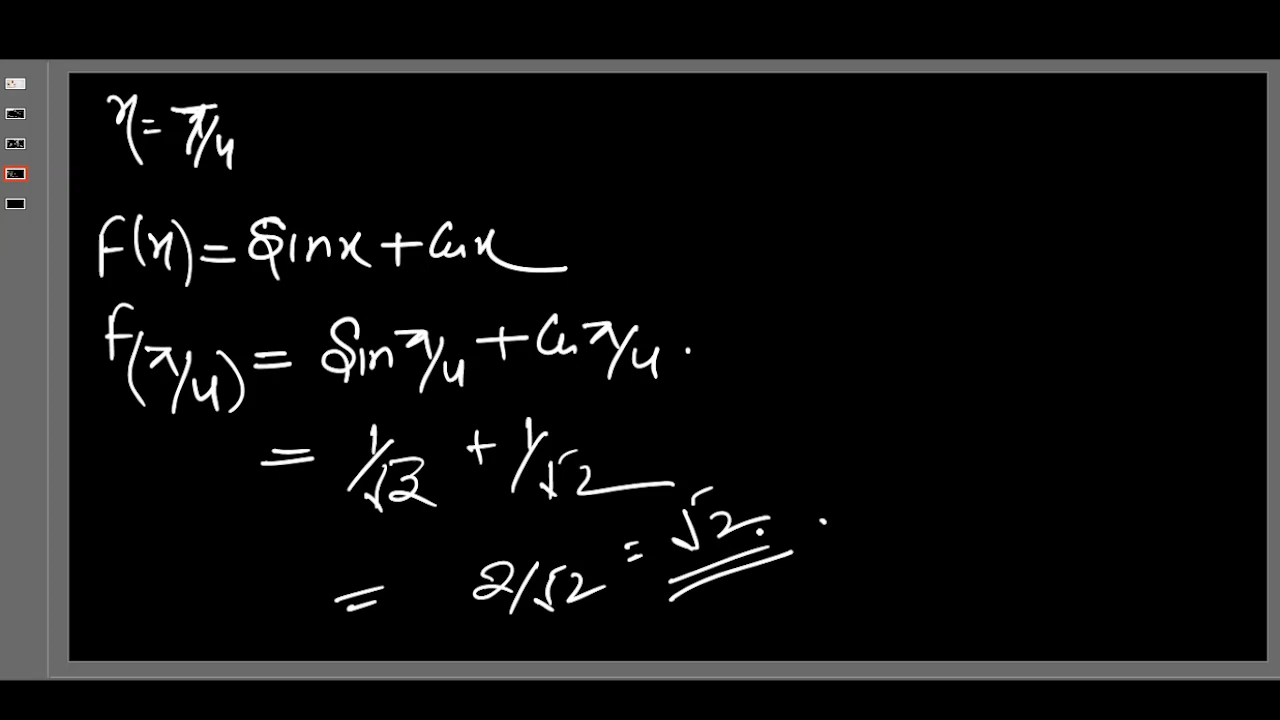 x = π/4
f(x) = Sinx + Cosx
f(π/4) = Sin π/4 + Cos π/4 .
= 1/√2 + 1/√2
= 2/√2 = √2 .